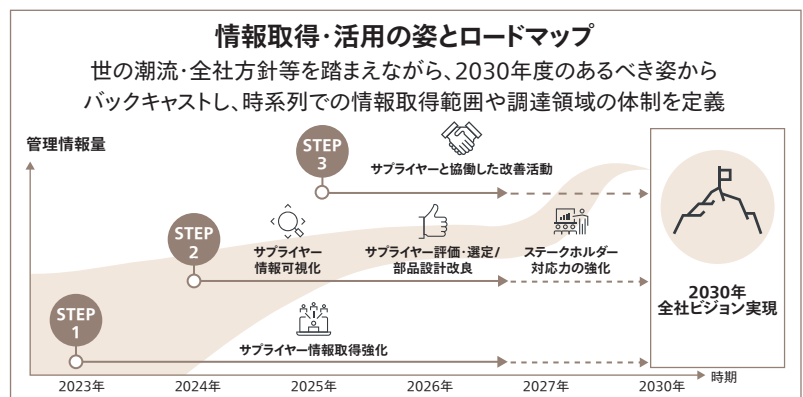 情報取得・活用の姿とロードマップ
世の潮流・全社方針等を踏まえながら、2030年度のあるべき姿から
バックキャストし、時系列での情報取得範囲や調達領域の体制を定義
管理情報量
STEP
3
サプライヤーと協働した改善活動
STEP
2
サプライヤー
情報可視化
サプライヤー評価・選定/
部品設計改良
ステークホルダー
対応力の強化
2030年
全社ビジョン実現
STEP
1
サプライヤー情報取得強化
2023年
2024年
2025年
2026年
2027年
2030年
時期